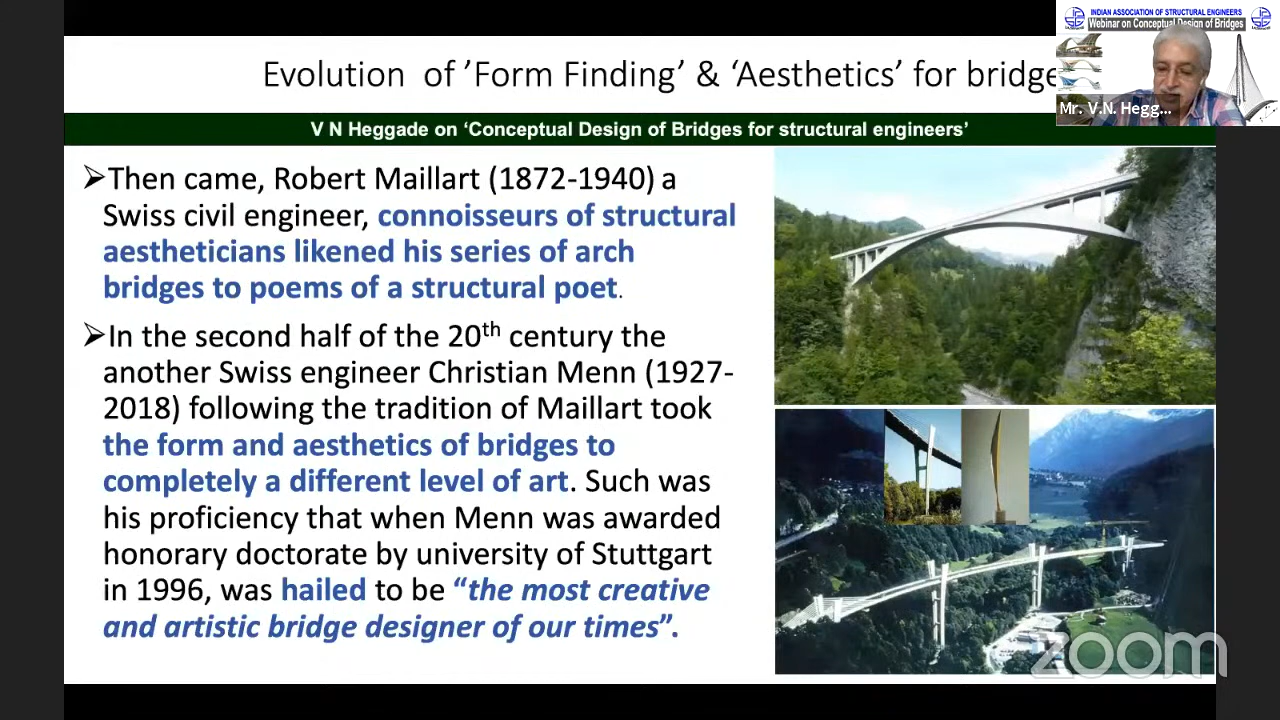 INDIAN ASSOCIATION OF STRUCTURAL ENGINEERS
Webinar on Conceptual Design of Bridges
Evolution of ’Form Finding’ & ‘Aesthetics’ for bridge
Mr. V.N. Hegg...
V N Heggade on ‘Conceptual Design of Bridges for structural engineers’
➢Then came, Robert Maillart (1872-1940) a
Swiss civil engineer, connoisseurs of structural
aestheticians likened his series of arch
bridges to poems of a structural poet.
➢In the second half of the 20th century the
another Swiss engineer Christian Menn (1927-
2018) following the tradition of Maillart took
the form and aesthetics of bridges to
completely a different level of art. Such was
his proficiency that when Menn was awarded
honorary doctorate by university of Stuttgart
in 1996, was hailed to be “the most creative
and artistic bridge designer of our times”.
zoom